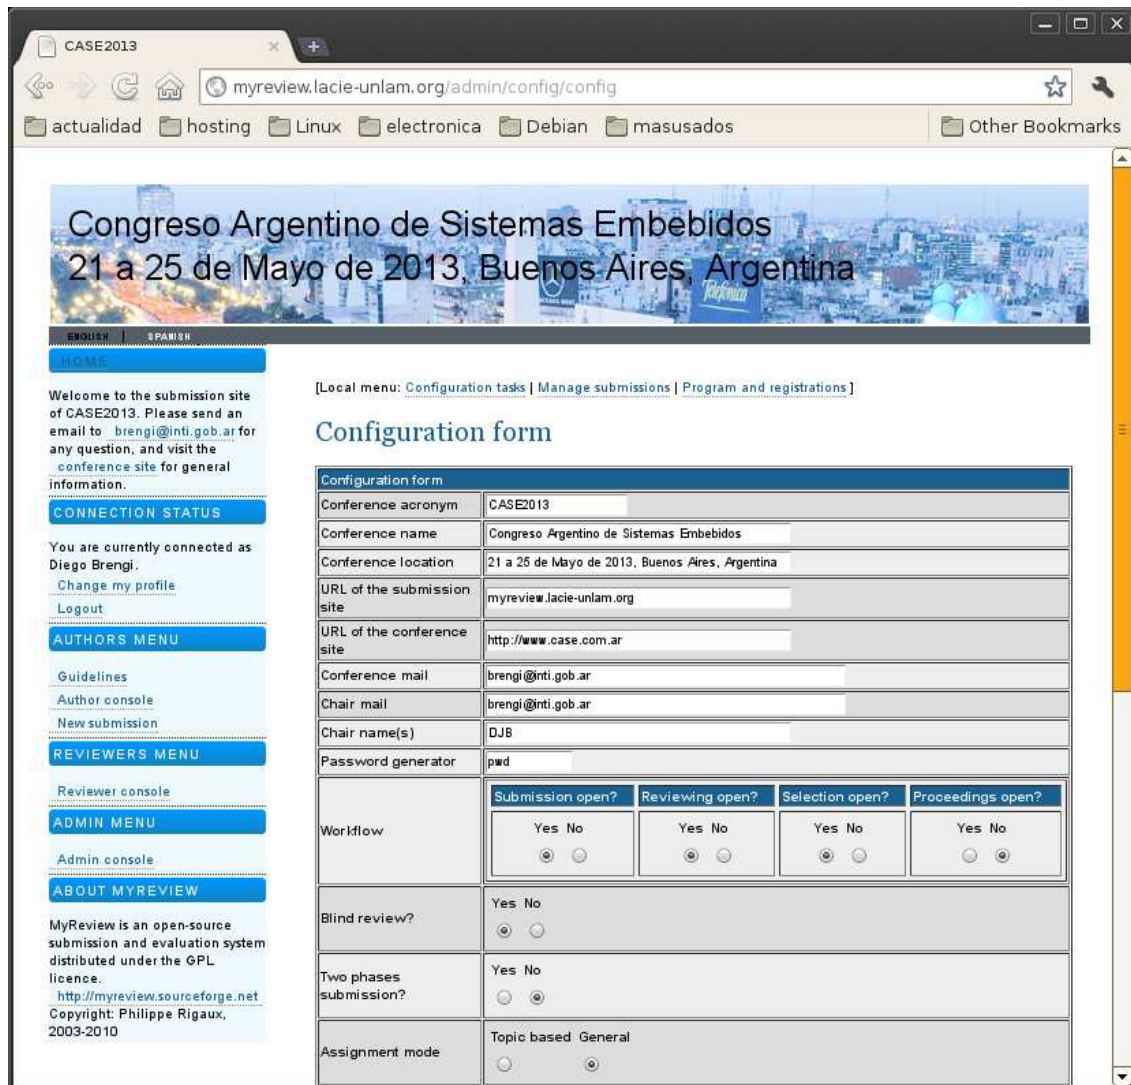 CASE2013
myreview.lacie-unlam.org/admin/config/config
actualidad hosting Linux electronica Debian masusados Other Bookmarks
Congreso Argentino de Sistemas Embebidos
21 a 25 de Mayo de 2013, Buenos Aires, Argentina
Telefonica
ENGLISH | SPANISH
HOME
Welcome to the submission site
of CASE2013. Please send an
email to brengi@inti.gob.ar for
any question, and visit the
conference site for general
information.
CONNECTION STATUS
You are currently connected as
Diego Brengi.
Change my profile
Logout
AUTHORS MENU
Guidelines
Author console
New submission
REVIEWERS MENU
Reviewer console
ADMIN MENU
Admin console
ABOUT MYREVIEW
MyReview is an open-source
submission and evaluation system
distributed under the GPL
licence.
http://myreview.sourceforge.net
Copyright: Philippe Rigaux,
2003-2010
[Local menu: Configuration tasks | Manage submissions | Program and registrations ]
Configuration form
Configuration form
Conference acronym CASE2013
Conference name Congreso Argentino de Sistemas Embebidos
Conference location 21 a 25 de Mayo de 2013, Buenos Aires, Argentina
URL of the submission
site
myreview.lacie-unlam.org
URL of the conference
site
http://www.case.com.ar
Conference mail brengi@inti.gob.ar
Chair mail brengi@inti.gob.ar
Chair name(s) DJB
Password generator pwd
Workflow
Submission open? Reviewing open? Selection open? Proceedings open?
Yes No Yes No Yes No Yes No
Blind review?
Yes No
Two phases
submission?
Yes No
Assignment mode
Topic based General